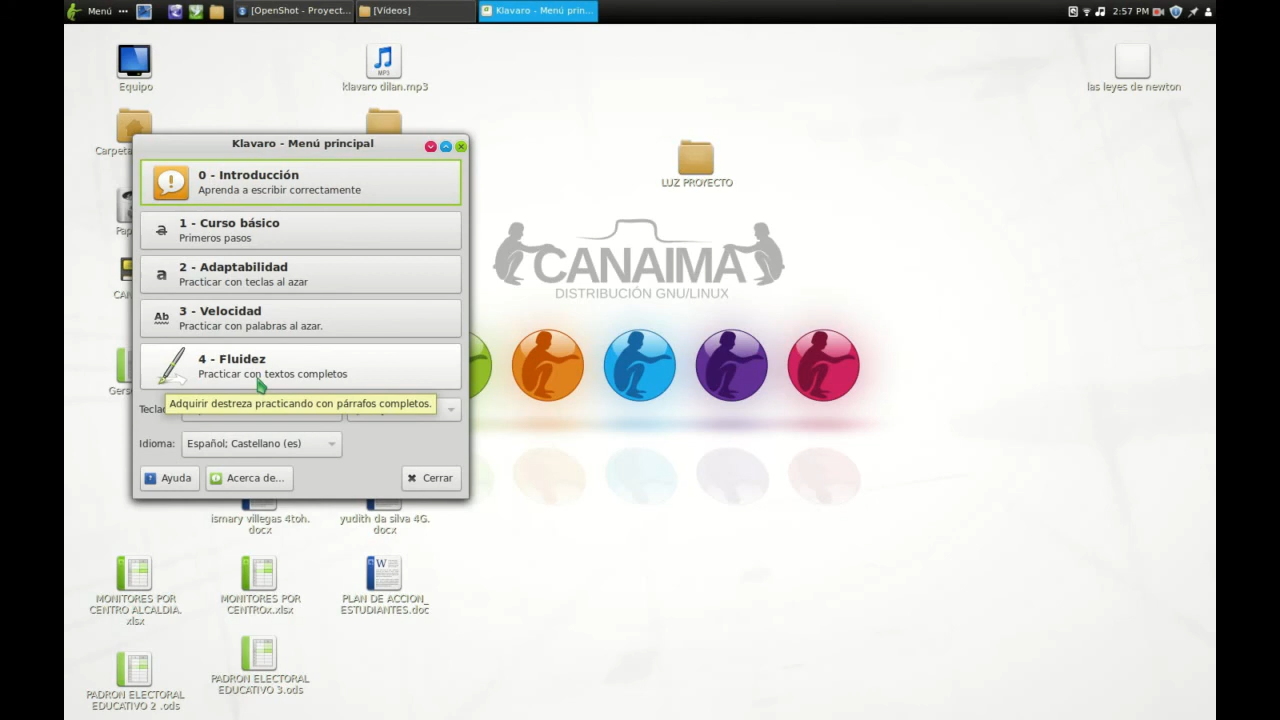 Menú
[OpenShot - Proyect...
[Vídeos]
Klavaro - Menú prin...
2:57 PM
Equipo
klavaro dilan.mp3
las leyes de newton
Carpeta
LUZ PROYECTO
Klavaro - Menú principal
0 - Introducción
Aprenda a escribir correctamente
1 - Curso básico
Primeros pasos
2 - Adaptabilidad
Practicar con teclas al azar
3 - Velocidad
Practicar con palabras al azar.
4 - Fluidez
Practicar con textos completos
Adquirir destreza practicando con párrafos completos.
Idioma:
Español; Castellano (es)
Ayuda
Acerca de...
Cerrar
CANAIMA
DISTRIBUCIÓN GNU/LINUX
ismary villegas 4toh.
docx
yudith da silva 4G.
docx
MONITORES POR
CENTRO ALCALDIA.
xlsx
MONITORES POR
CENTROx.xlsx
PLAN DE ACCION_
ESTUDIANTES.doc
PADRON ELECTORAL
EDUCATIVO 2 .ods
PADRON ELECTORAL
EDUCATIVO 3.ods